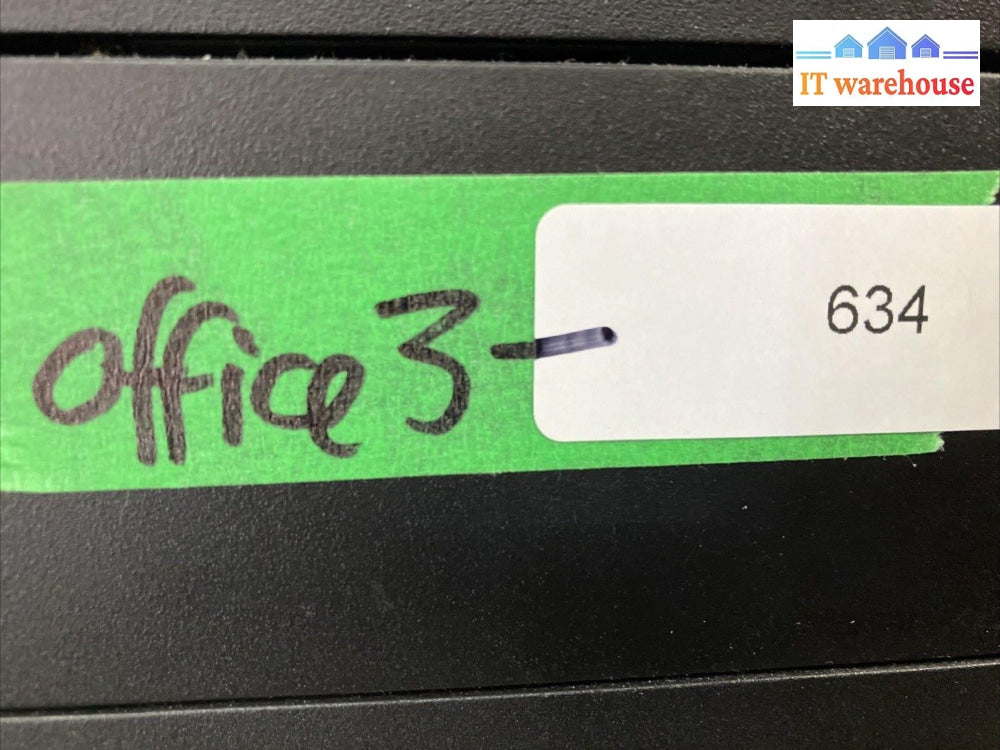 IT warehouse
office 3 - 634